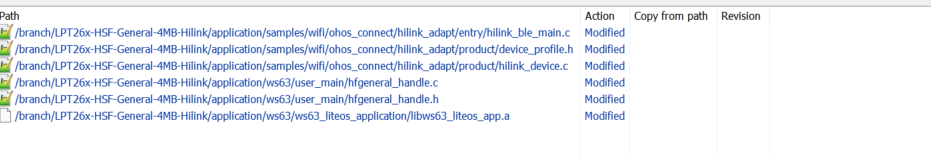 Path Action Copy from path Revision
/branch/LPT26x-HSF-General-4MB-Hilink/application/samples/wifi/ohos_connect/hilink_adapt/entry/hilink_ble_main.c Modified
/branch/LPT26x-HSF-General-4MB-Hilink/application/samples/wifi/ohos_connect/hilink_adapt/product/device_profile.h Modified
/branch/LPT26x-HSF-General-4MB-Hilink/application/samples/wifi/ohos_connect/hilink_adapt/product/hilink_device.c Modified
/branch/LPT26x-HSF-General-4MB-Hilink/application/ws63/user_main/hfgeneral_handle.c Modified
/branch/LPT26x-HSF-General-4MB-Hilink/application/ws63/user_main/hfgeneral_handle.h Modified
/branch/LPT26x-HSF-General-4MB-Hilink/application/ws63/ws63_liteos_application/libws63_liteos_app.a Modified